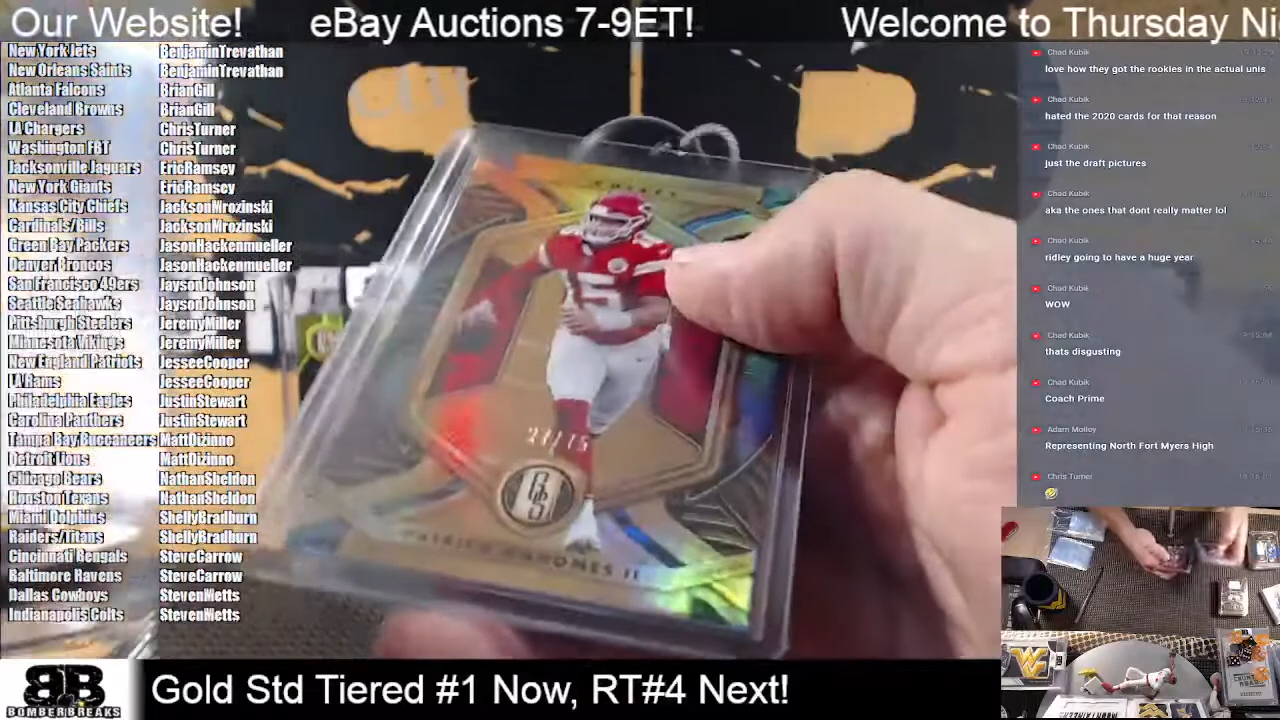 Our Website! eBay Auctions 7-9ET! Welcome to Thursday Ni
New York Jets BenjaminTrevathan
New Orleans Saints BenjaminTrevathan
Atlanta Falcons BrianGill
Cleveland Browns BrianGill
LA Chargers ChrisTurner
Washington FBT ChrisTurner
Jacksonville Jaguars EricRamsey
New York Giants EricRamsey
Kansas City Chiefs JacksonMrozinski
Cardinals/Bills JacksonMrozinski
Green Bay Packers JasonHackenmueller
Denver Broncos JasonHackenmueller
San Francisco 49ers JaysonJohnson
Seattle Seahawks JaysonJohnson
Pittsburgh Steelers JeremyMiller
Minnesota Vikings JeremyMiller
New England Patriots JesseeCooper
LA Rams JesseeCooper
Philadelphia Eagles JustinStewart
Carolina Panthers JustinStewart
Tampa Bay Buccaneers MattDizinno
Detroit Lions MattDizinno
Chicago Bears NathanSheldon
Houston Texans NathanSheldon
Miami Dolphins ShellyBradburn
Raiders/Titans ShellyBradburn
Cincinnati Bengals SteveCarrow
Baltimore Ravens SteveCarrow
Dallas Cowboys StevenMetts
Indianapolis Colts StevenMetts
CHIEFS
15
PATRICK MAHOMES II
Chad Kubik
love how they got the rookies in the actual unis
Chad Kubik
hated the 2020 cards for that reason
Chad Kubik
just the draft pictures
Chad Kubik
aka the ones that dont really matter lol
Chad Kubik
ridley going to have a huge year
Chad Kubik
WOW
Chad Kubik
thats disgusting
Chad Kubik
Coach Prime
Adam Molloy
Representing North Fort Myers High
Chris Turner
BOMBERBREAKS
Gold Std Tiered #1 Now, RT#4 Next!